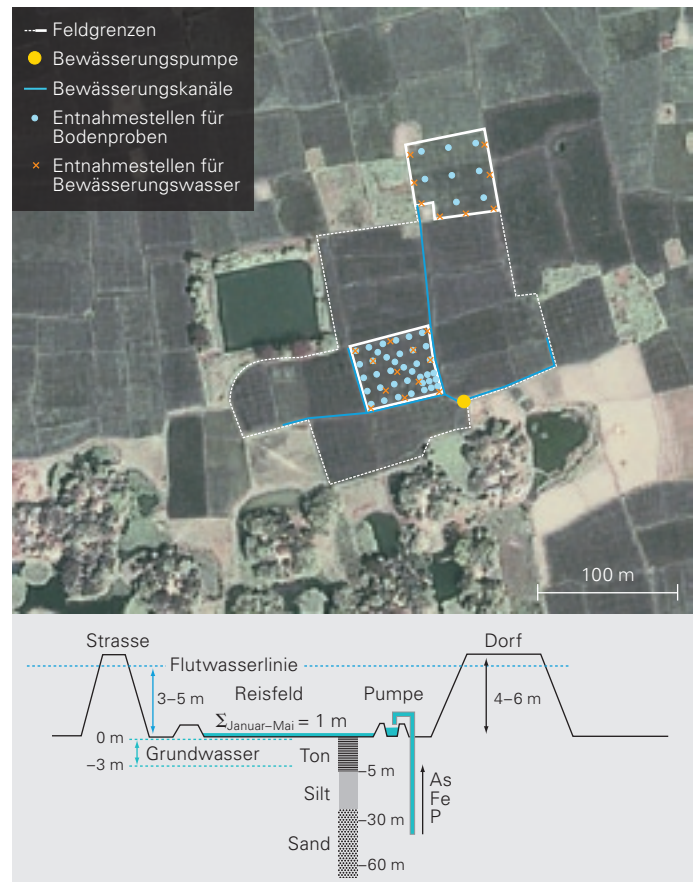 Feldgrenzen
Bewässerungspumpe
Bewässerungskanäle
Entnahmestellen für
Bodenproben
Entnahmestellen für
Bewässerungswasser
100 m
Strasse
Dorf
Flutwasserlinie
3–5 m
Reisfeld
Pumpe
4–6 m
ΣJanuar–Mai = 1 m
0 m
Grundwasser
–3 m
Ton
–5 m
As
Fe
P
Silt
–30 m
Sand
–60 m